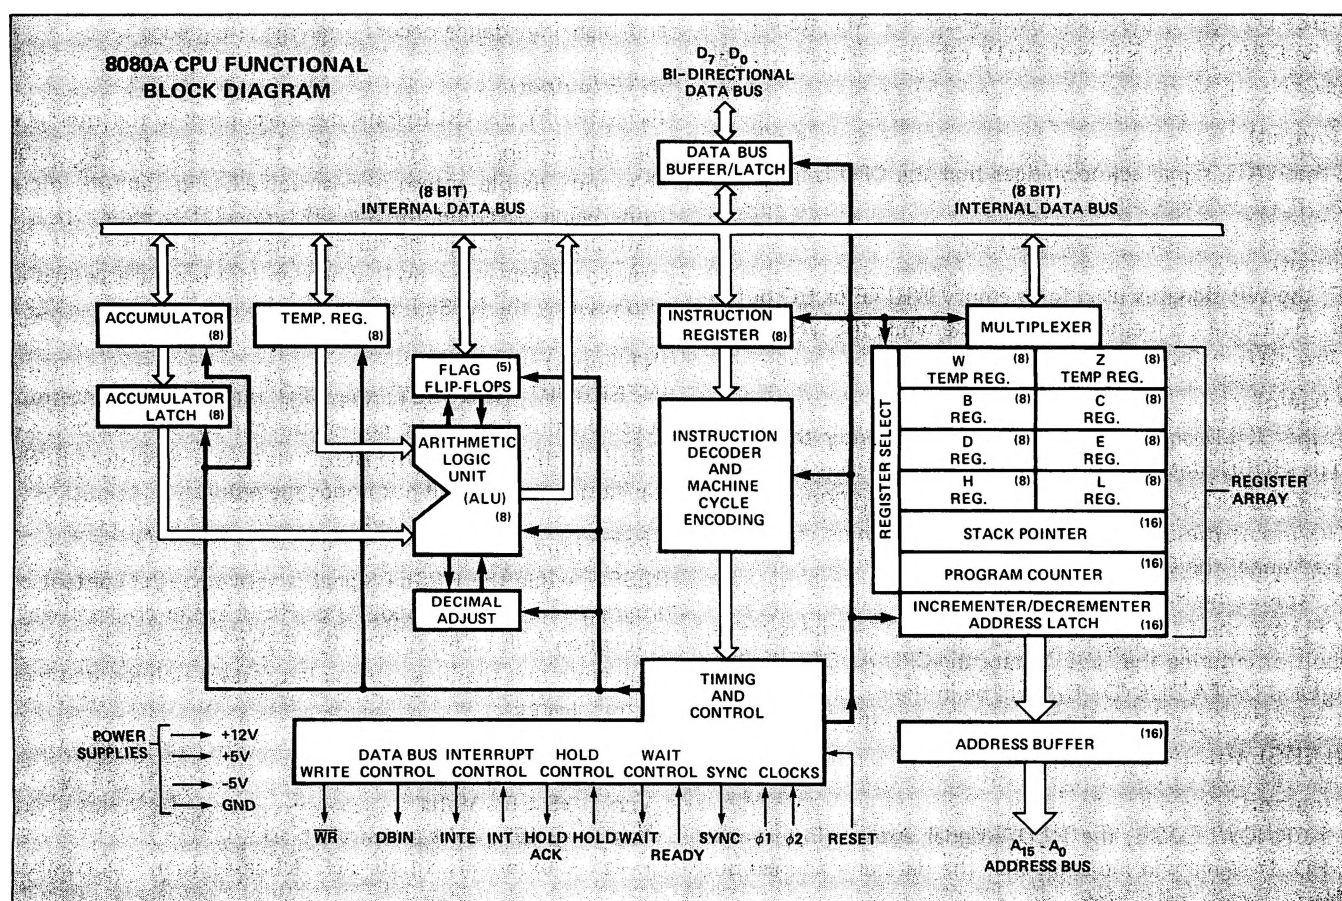 8080A CPU FUNCTIONAL
BLOCK DIAGRAM
D7 - D0
BI-DIRECTIONAL
DATA BUS
DATA BUS
BUFFER/LATCH
(8 BIT)
INTERNAL DATA BUS
(8 BIT)
INTERNAL DATA BUS
ACCUMULATOR
(8)
TEMP. REG.
(8)
INSTRUCTION
REGISTER (8)
MULTIPLEXER
ACCUMULATOR
LATCH (8)
FLAG (5)
FLIP-FLOPS
ARITHMETIC
LOGIC
UNIT
(ALU)
(8)
DECIMAL
ADJUST
INSTRUCTION
DECODER
AND
MACHINE
CYCLE
ENCODING
REGISTER SELECT
W (8)
TEMP REG.
Z (8)
TEMP REG.
B (8)
REG.
C (8)
REG.
D (8)
REG.
E (8)
REG.
H (8)
REG.
L (8)
REG.
STACK POINTER (16)
PROGRAM COUNTER (16)
INCREMENTER/DECREMENTER
ADDRESS LATCH (16)
REGISTER
ARRAY
TIMING
AND
CONTROL
POWER
SUPPLIES
+12V
+5V
-5V
GND
WRITE
DATA BUS
CONTROL
INTERRUPT
CONTROL
HOLD
CONTROL
WAIT
CONTROL
SYNC
CLOCKS
W̅R̅
DBIN
INTE
INT
HOLD
ACK
HOLD
WAIT
READY
SYNC
ϕ1
ϕ2
RESET
ADDRESS BUFFER (16)
A15 - A0
ADDRESS BUS